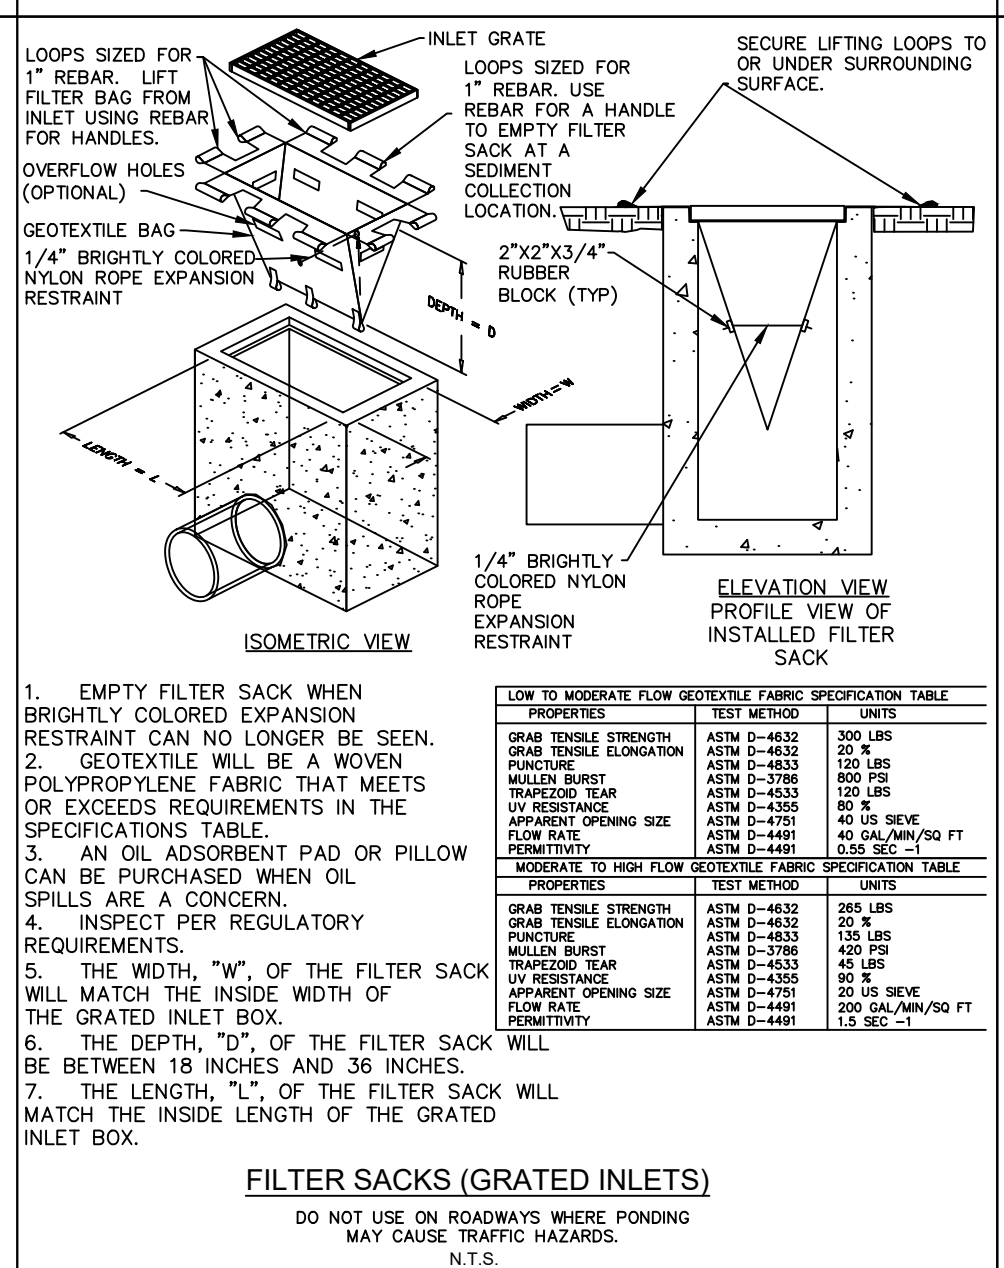 INLET GRATE
LOOPS SIZED FOR
1" REBAR. LIFT
FILTER BAG FROM
INLET USING REBAR
FOR HANDLES.
OVERFLOW HOLES
(OPTIONAL)
GEOTEXTILE BAG
1/4" BRIGHTLY COLORED
NYLON ROPE EXPANSION
RESTRAINT
LOOPS SIZED FOR
1" REBAR. USE
REBAR FOR A HANDLE
TO EMPTY FILTER
SACK AT A
SEDIMENT
COLLECTION
LOCATION.
SECURE LIFTING LOOPS TO
OR UNDER SURROUNDING
SURFACE.
2"X2"X3/4"
RUBBER
BLOCK (TYP)
DEPTH = D
WIDTH = W
LENGTH = L
1/4" BRIGHTLY
COLORED NYLON
ROPE
EXPANSION
RESTRAINT
ISOMETRIC VIEW
ELEVATION VIEW
PROFILE VIEW OF
INSTALLED FILTER
SACK
1. EMPTY FILTER SACK WHEN
BRIGHTLY COLORED EXPANSION
RESTRAINT CAN NO LONGER BE SEEN.
2. GEOTEXTILE WILL BE A WOVEN
POLYPROPYLENE FABRIC THAT MEETS
OR EXCEEDS REQUIREMENTS IN THE
SPECIFICATIONS TABLE.
3. AN OIL ADSORBENT PAD OR PILLOW
CAN BE PURCHASED WHEN OIL
SPILLS ARE A CONCERN.
4. INSPECT PER REGULATORY
REQUIREMENTS.
5. THE WIDTH, "W", OF THE FILTER SACK
WILL MATCH THE INSIDE WIDTH OF
THE GRATED INLET BOX.
6. THE DEPTH, "D", OF THE FILTER SACK WILL
BE BETWEEN 18 INCHES AND 36 INCHES.
7. THE LENGTH, "L", OF THE FILTER SACK WILL
MATCH THE INSIDE LENGTH OF THE GRATED
INLET BOX.
LOW TO MODERATE FLOW GEOTEXTILE FABRIC SPECIFICATION TABLE
PROPERTIES TEST METHOD UNITS
GRAB TENSILE STRENGTH ASTM D-4632 300 LBS
GRAB TENSILE ELONGATION ASTM D-4632 20 %
PUNCTURE ASTM D-4833 120 LBS
MULLEN BURST ASTM D-3786 800 PSI
TRAPEZOID TEAR ASTM D-4533 120 LBS
UV RESISTANCE ASTM D-4355 80 %
APPARENT OPENING SIZE ASTM D-4751 40 US SIEVE
FLOW RATE ASTM D-4491 40 GAL/MIN/SQ FT
PERMITTIVITY ASTM D-4491 0.55 SEC -1
MODERATE TO HIGH FLOW GEOTEXTILE FABRIC SPECIFICATION TABLE
PROPERTIES TEST METHOD UNITS
GRAB TENSILE STRENGTH ASTM D-4632 265 LBS
GRAB TENSILE ELONGATION ASTM D-4632 20 %
PUNCTURE ASTM D-4833 135 LBS
MULLEN BURST ASTM D-3786 420 PSI
TRAPEZOID TEAR ASTM D-4533 45 LBS
UV RESISTANCE ASTM D-4355 90 %
APPARENT OPENING SIZE ASTM D-4751 20 US SIEVE
FLOW RATE ASTM D-4491 200 GAL/MIN/SQ FT
PERMITTIVITY ASTM D-4491 1.5 SEC -1
FILTER SACKS (GRATED INLETS)
DO NOT USE ON ROADWAYS WHERE PONDING
MAY CAUSE TRAFFIC HAZARDS.
N.T.S.